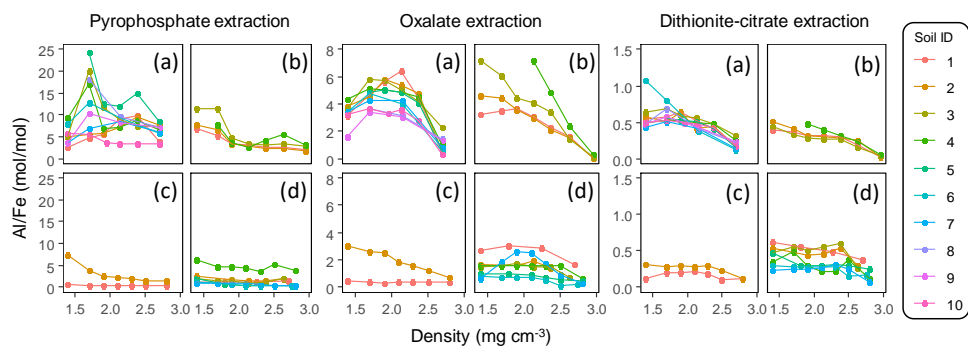 Pyrophosphate extraction
Oxalate extraction
Dithionite-citrate extraction
Al/Fe (mol/mol)
25
20
15
10
5
0
(a)
(b)
8
6
4
2
0
(a)
(b)
1.5
1.0
0.5
0.0
(a)
(b)
25
20
15
10
5
0
(c)
(d)
8
6
4
2
0
(c)
(d)
1.5
1.0
0.5
0.0
(c)
(d)
1.5 2.0 2.5 3.0 1.5 2.0 2.5 3.0
1.5 2.0 2.5 3.0 1.5 2.0 2.5 3.0
1.5 2.0 2.5 3.0 1.5 2.0 2.5 3.0
Density (mg cm⁻³)
Soil ID
1
2
3
4
5
6
7
8
9
10